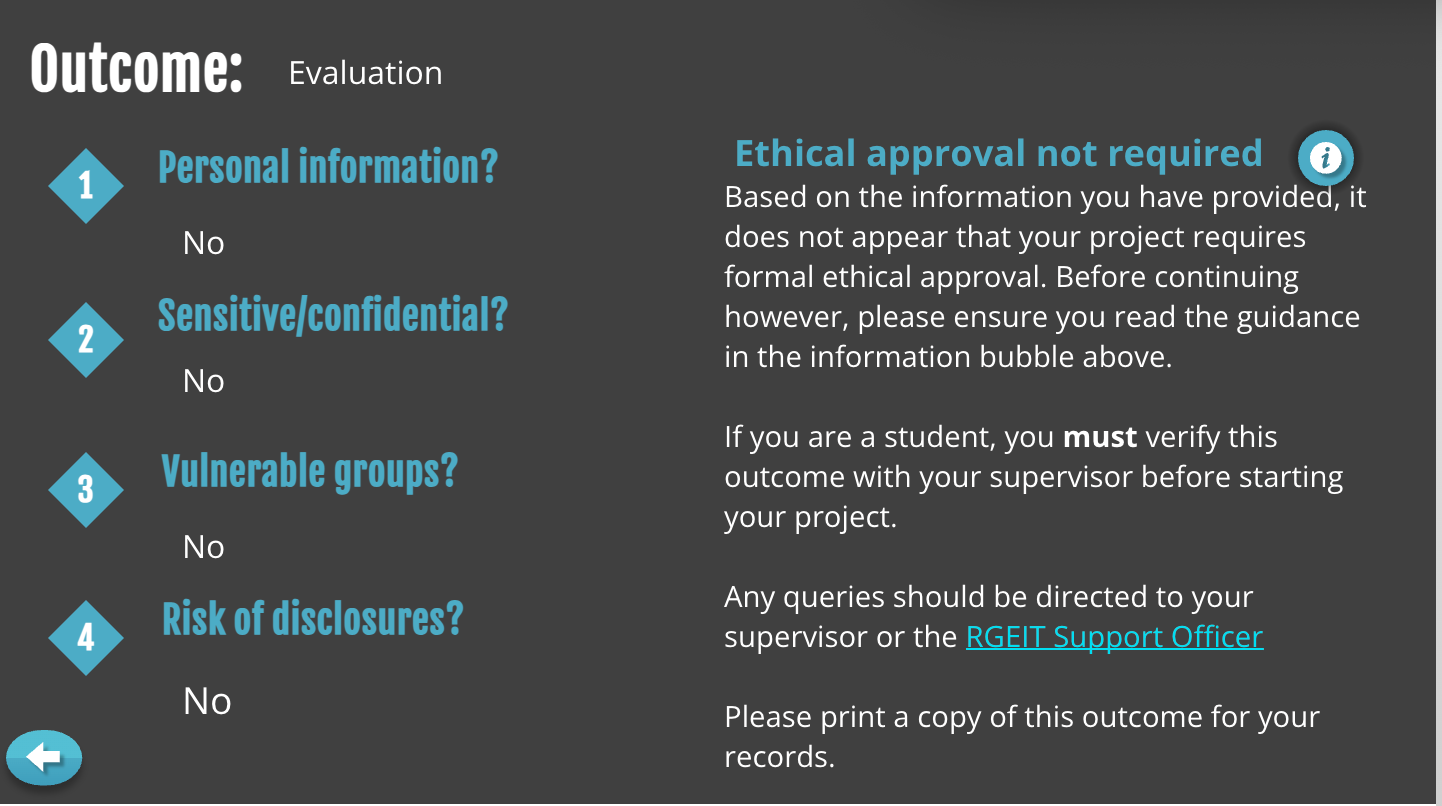 Outcome: Evaluation
1 Personal information?
No
2 Sensitive/confidential?
No
3 Vulnerable groups?
No
4 Risk of disclosures?
No
Ethical approval not required i
Based on the information you have provided, it
does not appear that your project requires
formal ethical approval. Before continuing
however, please ensure you read the guidance
in the information bubble above.
If you are a student, you must verify this
outcome with your supervisor before starting
your project.
Any queries should be directed to your
supervisor or the RGEIT Support Officer
Please print a copy of this outcome for your
records.